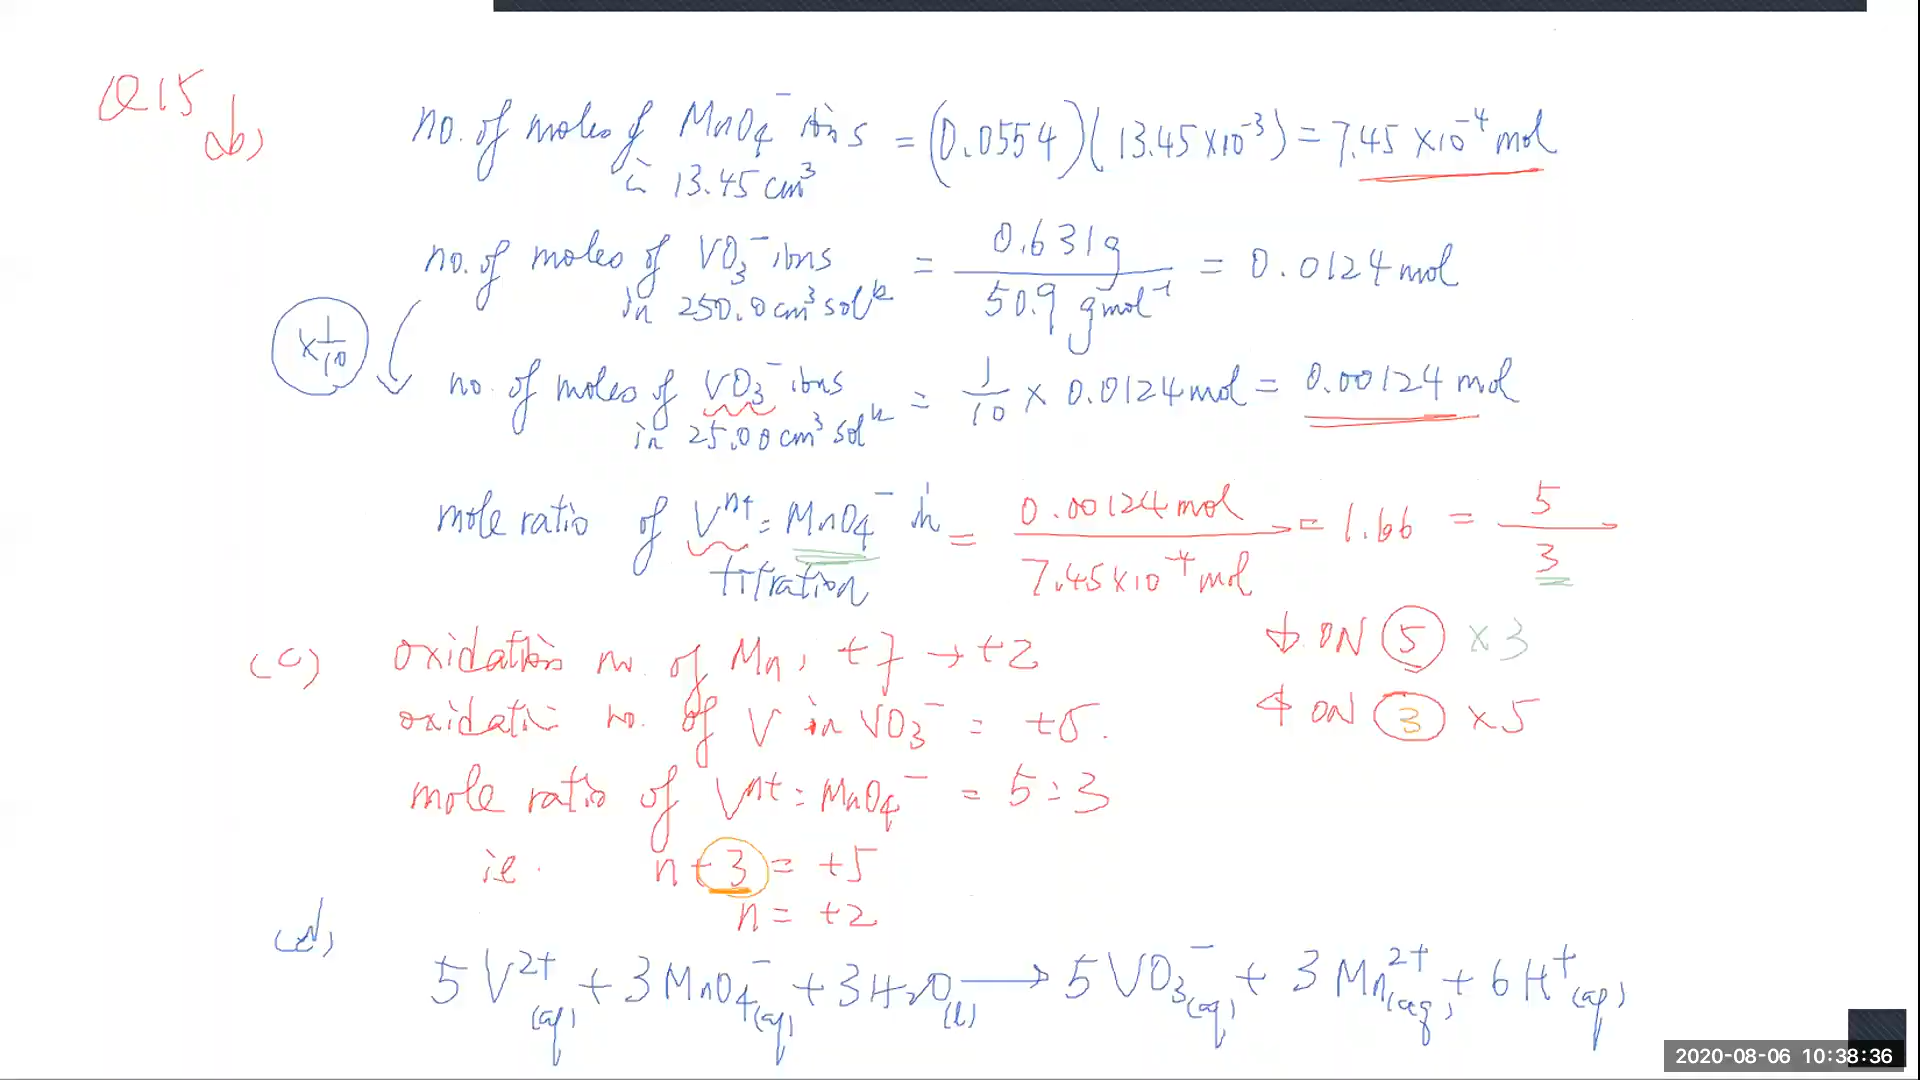 Q15
(b) no. of moles of MnO₄⁻ ions = (0.0554)(13.45 x10⁻³) = 7.45 x10⁻⁴ mol
in 13.45 cm³
no. of moles of VO₃⁻ ions = 0.631g / 50.9 gmol⁻¹ = 0.0124 mol
in 250.0 cm³ solⁿ
x 1/10
no. of moles of VO₃⁻ ions = 1/10 x 0.0124 mol = 0.00124 mol
in 25.00 cm³ solⁿ
mole ratio of Vⁿ⁺ : MnO₄⁻ in = 0.00124 mol / 7.45 x10⁻⁴ mol = 1.66 = 5/3
titration
(c) oxidation no. of Mn, +7 → +2 ↓ ON 5 x3
oxidation no. of V in VO₃⁻ = +5. ↑ ON 3 x5
mole ratio of Vⁿ⁺ : MnO₄⁻ = 5 : 3
ie. n + 3 = +5
n = +2
(d)
5V²⁺(aq) + 3MnO₄⁻(aq) + 3H₂O(l) → 5VO₃⁻(aq) + 3Mn²⁺(aq) + 6H⁺(aq)
2020-08-06 10:38:36